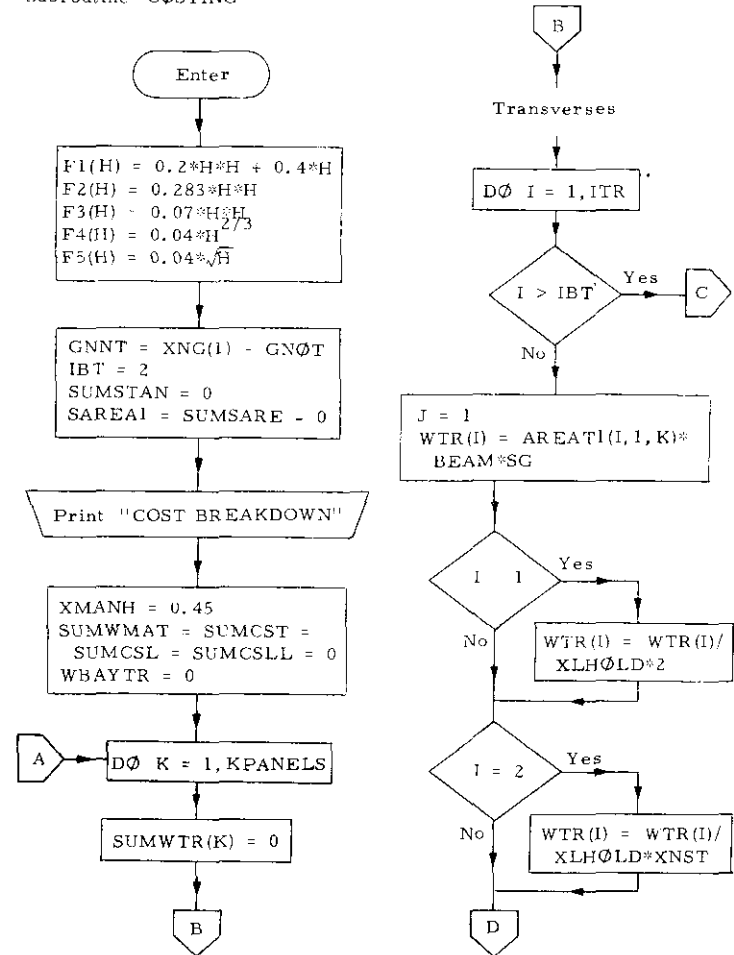 Subroutine CØSTING
Enter
F1(H) = 0.2*H*H + 0.4*H
F2(H) = 0.283*H*H
F3(H) - 0.07*H*H
F4(H) = 0.04*H^2/3
F5(H) = 0.04*√H
GNNT = XNG(1) - GNØT
IBT = 2
SUMSTAN = 0
SAREA1 = SUMSARE - 0
Print "COST BREAKDOWN"
XMANH = 0.45
SUMWMAT = SUMCST =
SUMCSL = SUMCSLL = 0
WBAYTR = 0
A
DØ K = 1, KPANELS
SUMWTR(K) = 0
B
B
Transverses
DØ I = 1, ITR
I > IBT
Yes
C
No
J = 1
WTR(I) = AREAT1(I, 1, K)*
BEAM*SG
I 1
Yes
No
WTR(I) = WTR(I)/
XLHØLD*2
I = 2
Yes
No
WTR(I) = WTR(I)/
XLHØLD*XNST
D